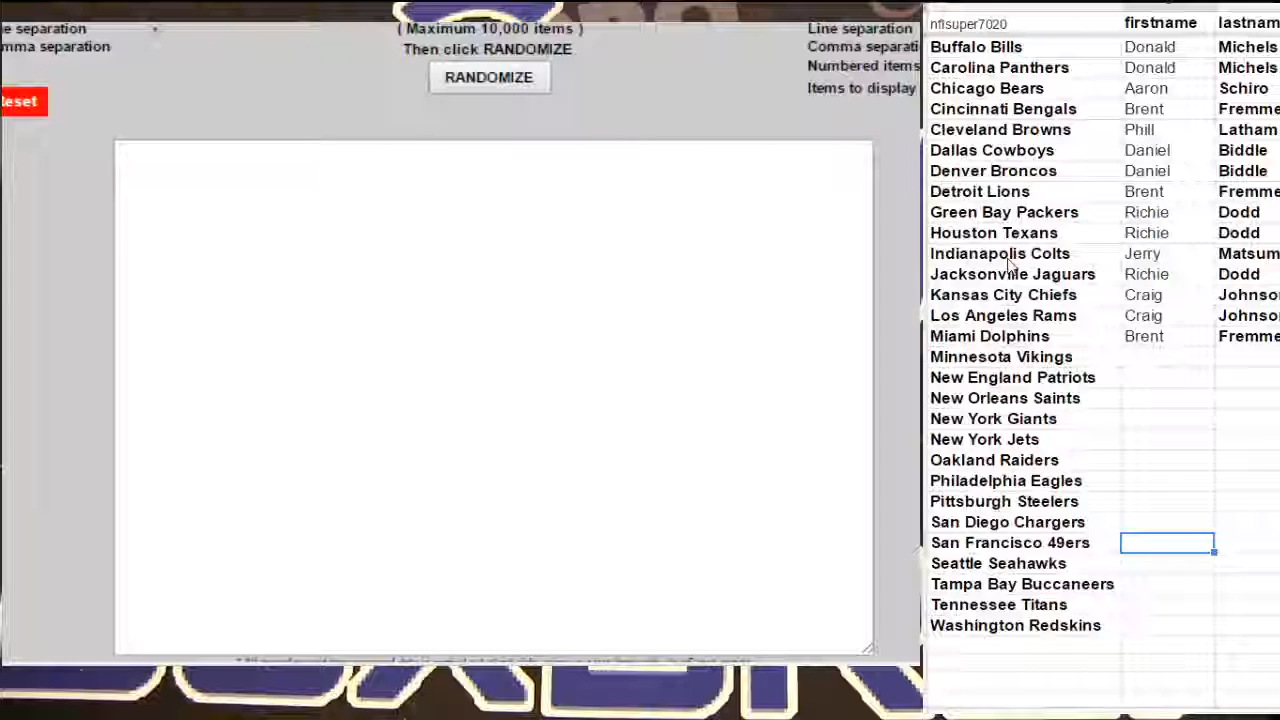 e separation
mma separation
eset
( Maximum 10,000 items )
Then click RANDOMIZE
RANDOMIZE
Line separation
Comma separati
Numbered items
Items to display
nflsuper7020 firstname lastnam
Buffalo Bills Donald Michels
Carolina Panthers Donald Michels
Chicago Bears Aaron Schiro
Cincinnati Bengals Brent Fremme
Cleveland Browns Phill Latham
Dallas Cowboys Daniel Biddle
Denver Broncos Daniel Biddle
Detroit Lions Brent Fremme
Green Bay Packers Richie Dodd
Houston Texans Richie Dodd
Indianapolis Colts Jerry Matsum
Jacksonville Jaguars Richie Dodd
Kansas City Chiefs Craig Johnso
Los Angeles Rams Craig Johnso
Miami Dolphins Brent Fremme
Minnesota Vikings
New England Patriots
New Orleans Saints
New York Giants
New York Jets
Oakland Raiders
Philadelphia Eagles
Pittsburgh Steelers
San Diego Chargers
San Francisco 49ers
Seattle Seahawks
Tampa Bay Buccaneers
Tennessee Titans
Washington Redskins